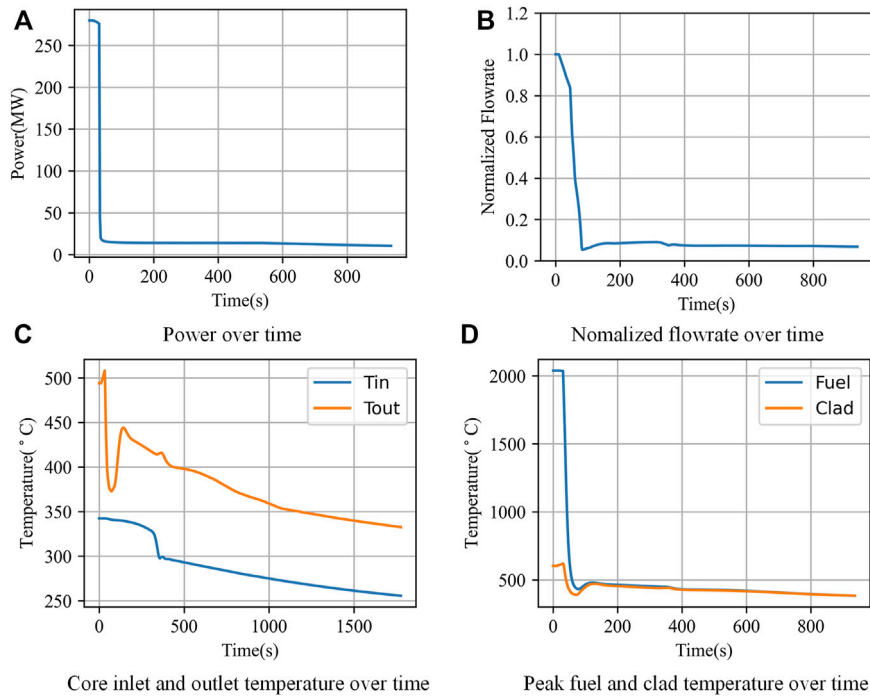 A
250
200
150
100
50
0
Power(MW)
0 200 400 600 800
Time(s)
Power over time
B
1.2
1.0
0.8
0.6
0.4
0.2
0.0
Normalized Flowrate
0 200 400 600 800
Time(s)
Nomalized flowrate over time
C
500
450
400
350
300
250
Temperature(°C)
Tin
Tout
0 500 1000 1500
Time(s)
Core inlet and outlet temperature over time
D
2000
1500
1000
500
Temperature(°C)
Fuel
Clad
0 200 400 600 800
Time(s)
Peak fuel and clad temperature over time